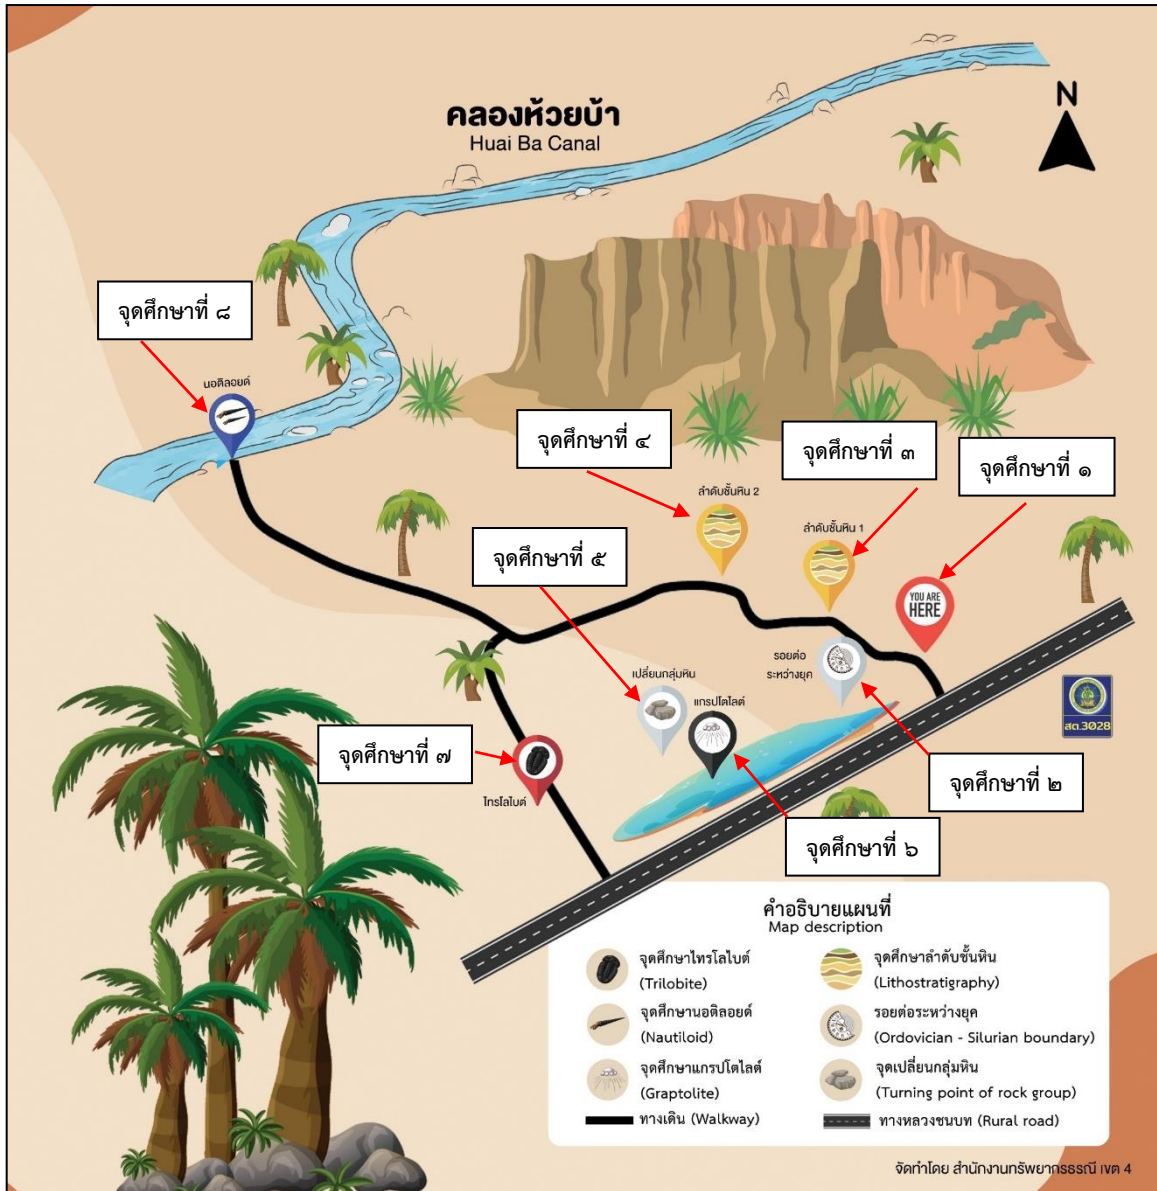 คลองห้วยบ้า
Huai Ba Canal
N
จุดศึกษาที่ ๘
นอติลอยด์
จุดศึกษาที่ ๔
จุดศึกษาที่ ๓
จุดศึกษาที่ ๑
ลำดับชั้นหิน 2
ลำดับชั้นหิน 1
จุดศึกษาที่ ๕
YOU ARE
HERE
รอยต่อ
ระหว่างยุค
เปลี่ยนกลุ่มหิน
แกรปโตไลต์
สต.3028
จุดศึกษาที่ ๗
ไทรโลไบต์
จุดศึกษาที่ ๒
จุดศึกษาที่ ๖
คำอธิบายแผนที่
Map description
จุดศึกษาไทรโลไบต์
(Trilobite)
จุดศึกษาลำดับชั้นหิน
(Lithostratigraphy)
จุดศึกษานอติลอยด์
(Nautiloid)
รอยต่อระหว่างยุค
(Ordovician - Silurian boundary)
จุดศึกษาแกรปโตไลต์
(Graptolite)
จุดเปลี่ยนกลุ่มหิน
(Turning point of rock group)
ทางเดิน (Walkway)
ทางหลวงชนบท (Rural road)
จัดทำโดย สำนักงานทรัพยากรธรณี เขต 4